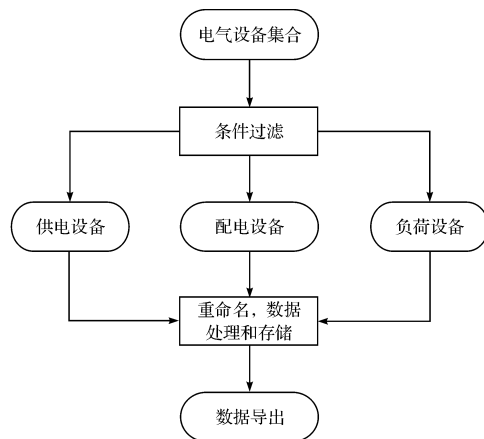 电气设备集合
条件过滤
供电设备
配电设备
负荷设备
重命名，数据
处理和存储
数据导出